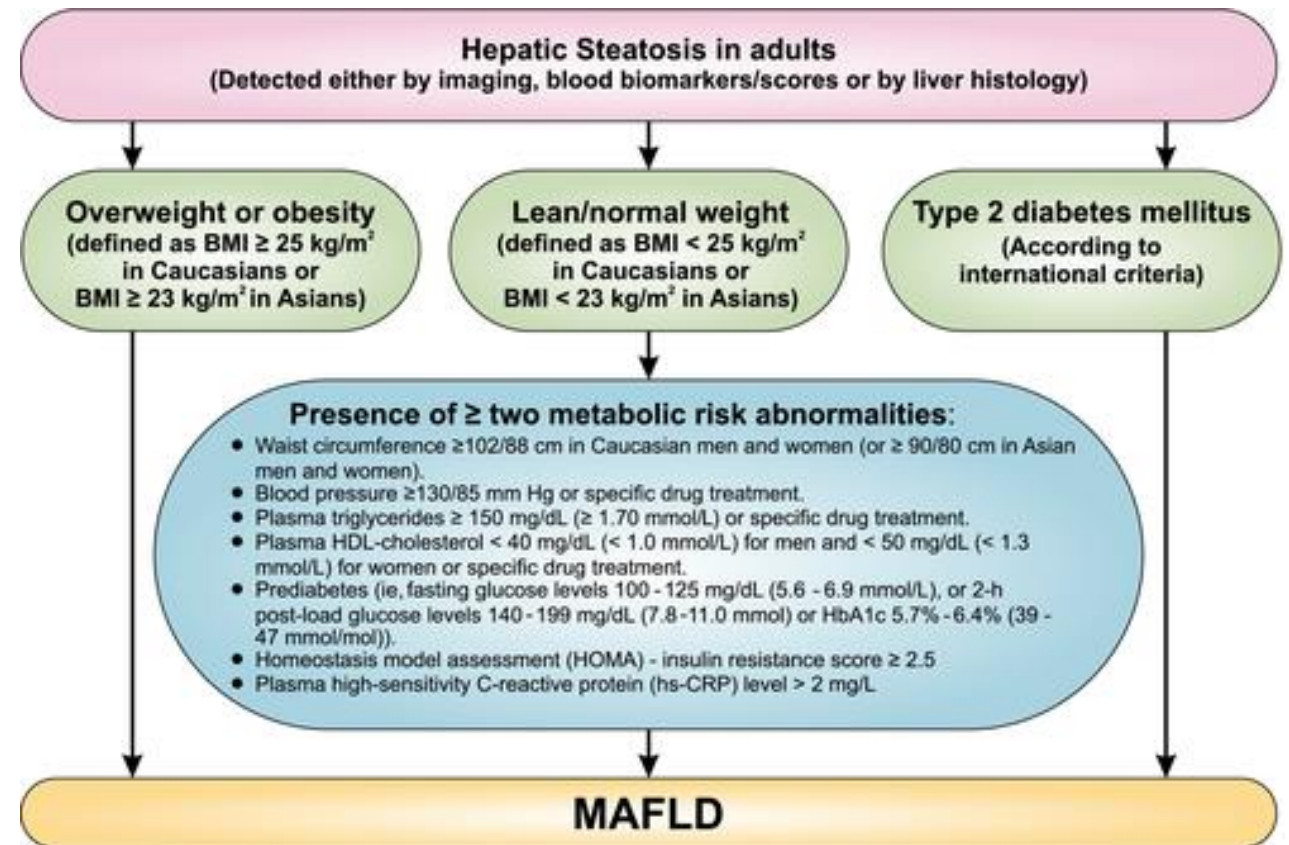 Hepatic Steatosis in adults
(Detected either by imaging, blood biomarkers/scores or by liver histology)
Overweight or obesity
(defined as BMI ≥ 25 kg/m²
in Caucasians or
BMI ≥ 23 kg/m² in Asians)
Lean/normal weight
(defined as BMI < 25 kg/m²
in Caucasians or
BMI < 23 kg/m² in Asians)
Type 2 diabetes mellitus
(According to
international criteria)
Presence of ≥ two metabolic risk abnormalities:
• Waist circumference ≥102/88 cm in Caucasian men and women (or ≥ 90/80 cm in Asian
men and women).
• Blood pressure ≥130/85 mm Hg or specific drug treatment.
• Plasma triglycerides ≥ 150 mg/dL (≥ 1.70 mmol/L) or specific drug treatment.
• Plasma HDL-cholesterol < 40 mg/dL (< 1.0 mmol/L) for men and < 50 mg/dL (< 1.3
mmol/L) for women or specific drug treatment.
• Prediabetes (ie, fasting glucose levels 100-125 mg/dL (5.6 -6.9 mmol/L), or 2-h
post-load glucose levels 140-199 mg/dL (7.8-11.0 mmol) or HbA1c 5.7%-6.4% (39 -
47 mmol/mol)).
• Homeostasis model assessment (HOMA) - insulin resistance score ≥ 2.5
• Plasma high-sensitivity C-reactive protein (hs-CRP) level > 2 mg/L
MAFLD